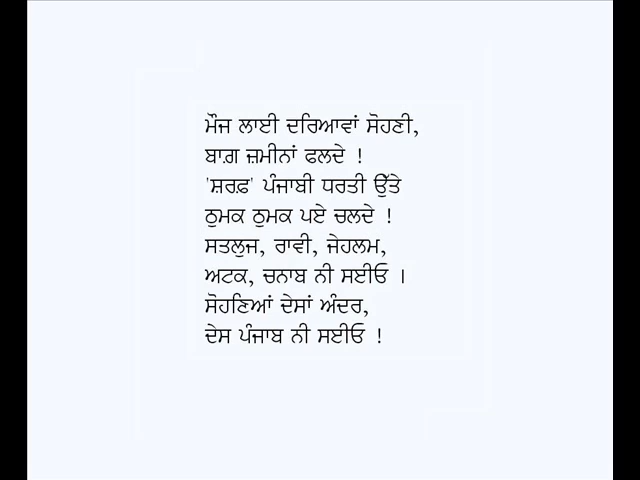 ਮੌਜ ਲਾਈ ਦਰਿਆਵਾਂ ਸੋਹਣੀ,
ਬਾਗ਼ ਜ਼ਮੀਨਾਂ ਫਲਦੇ !
'ਸ਼ਰਫ਼' ਪੰਜਾਬੀ ਧਰਤੀ ਉੱਤੇ
ਠੁਮਕ ਠੁਮਕ ਪਏ ਚਲਦੇ !
ਸਤਲੁਜ, ਰਾਵੀ, ਜੇਹਲਮ,
ਅਟਕ, ਚਨਾਬ ਨੀ ਸਈਓ ।
ਸੋਹਣਿਆਂ ਦੇਸਾਂ ਅੰਦਰ,
ਦੇਸ ਪੰਜਾਬ ਨੀ ਸਈਓ !